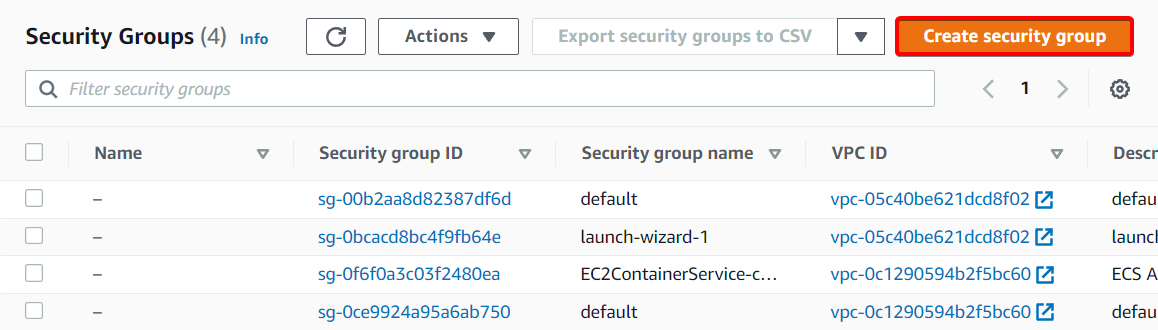 Security Groups (4) Info Actions Export security groups to CSV Create security group
Filter security groups 1
Name Security group ID Security group name VPC ID Descr
– sg-00b2aa8d82387df6d default vpc-05c40be621dcd8f02 defau
– sg-0bcacd8bc4f9fb64e launch-wizard-1 vpc-05c40be621dcd8f02 launch
– sg-0f6f0a3c03f2480ea EC2ContainerService-c... vpc-0c1290594b2f5bc60 ECS A
– sg-0ce9924a95a6ab750 default vpc-0c1290594b2f5bc60 defau